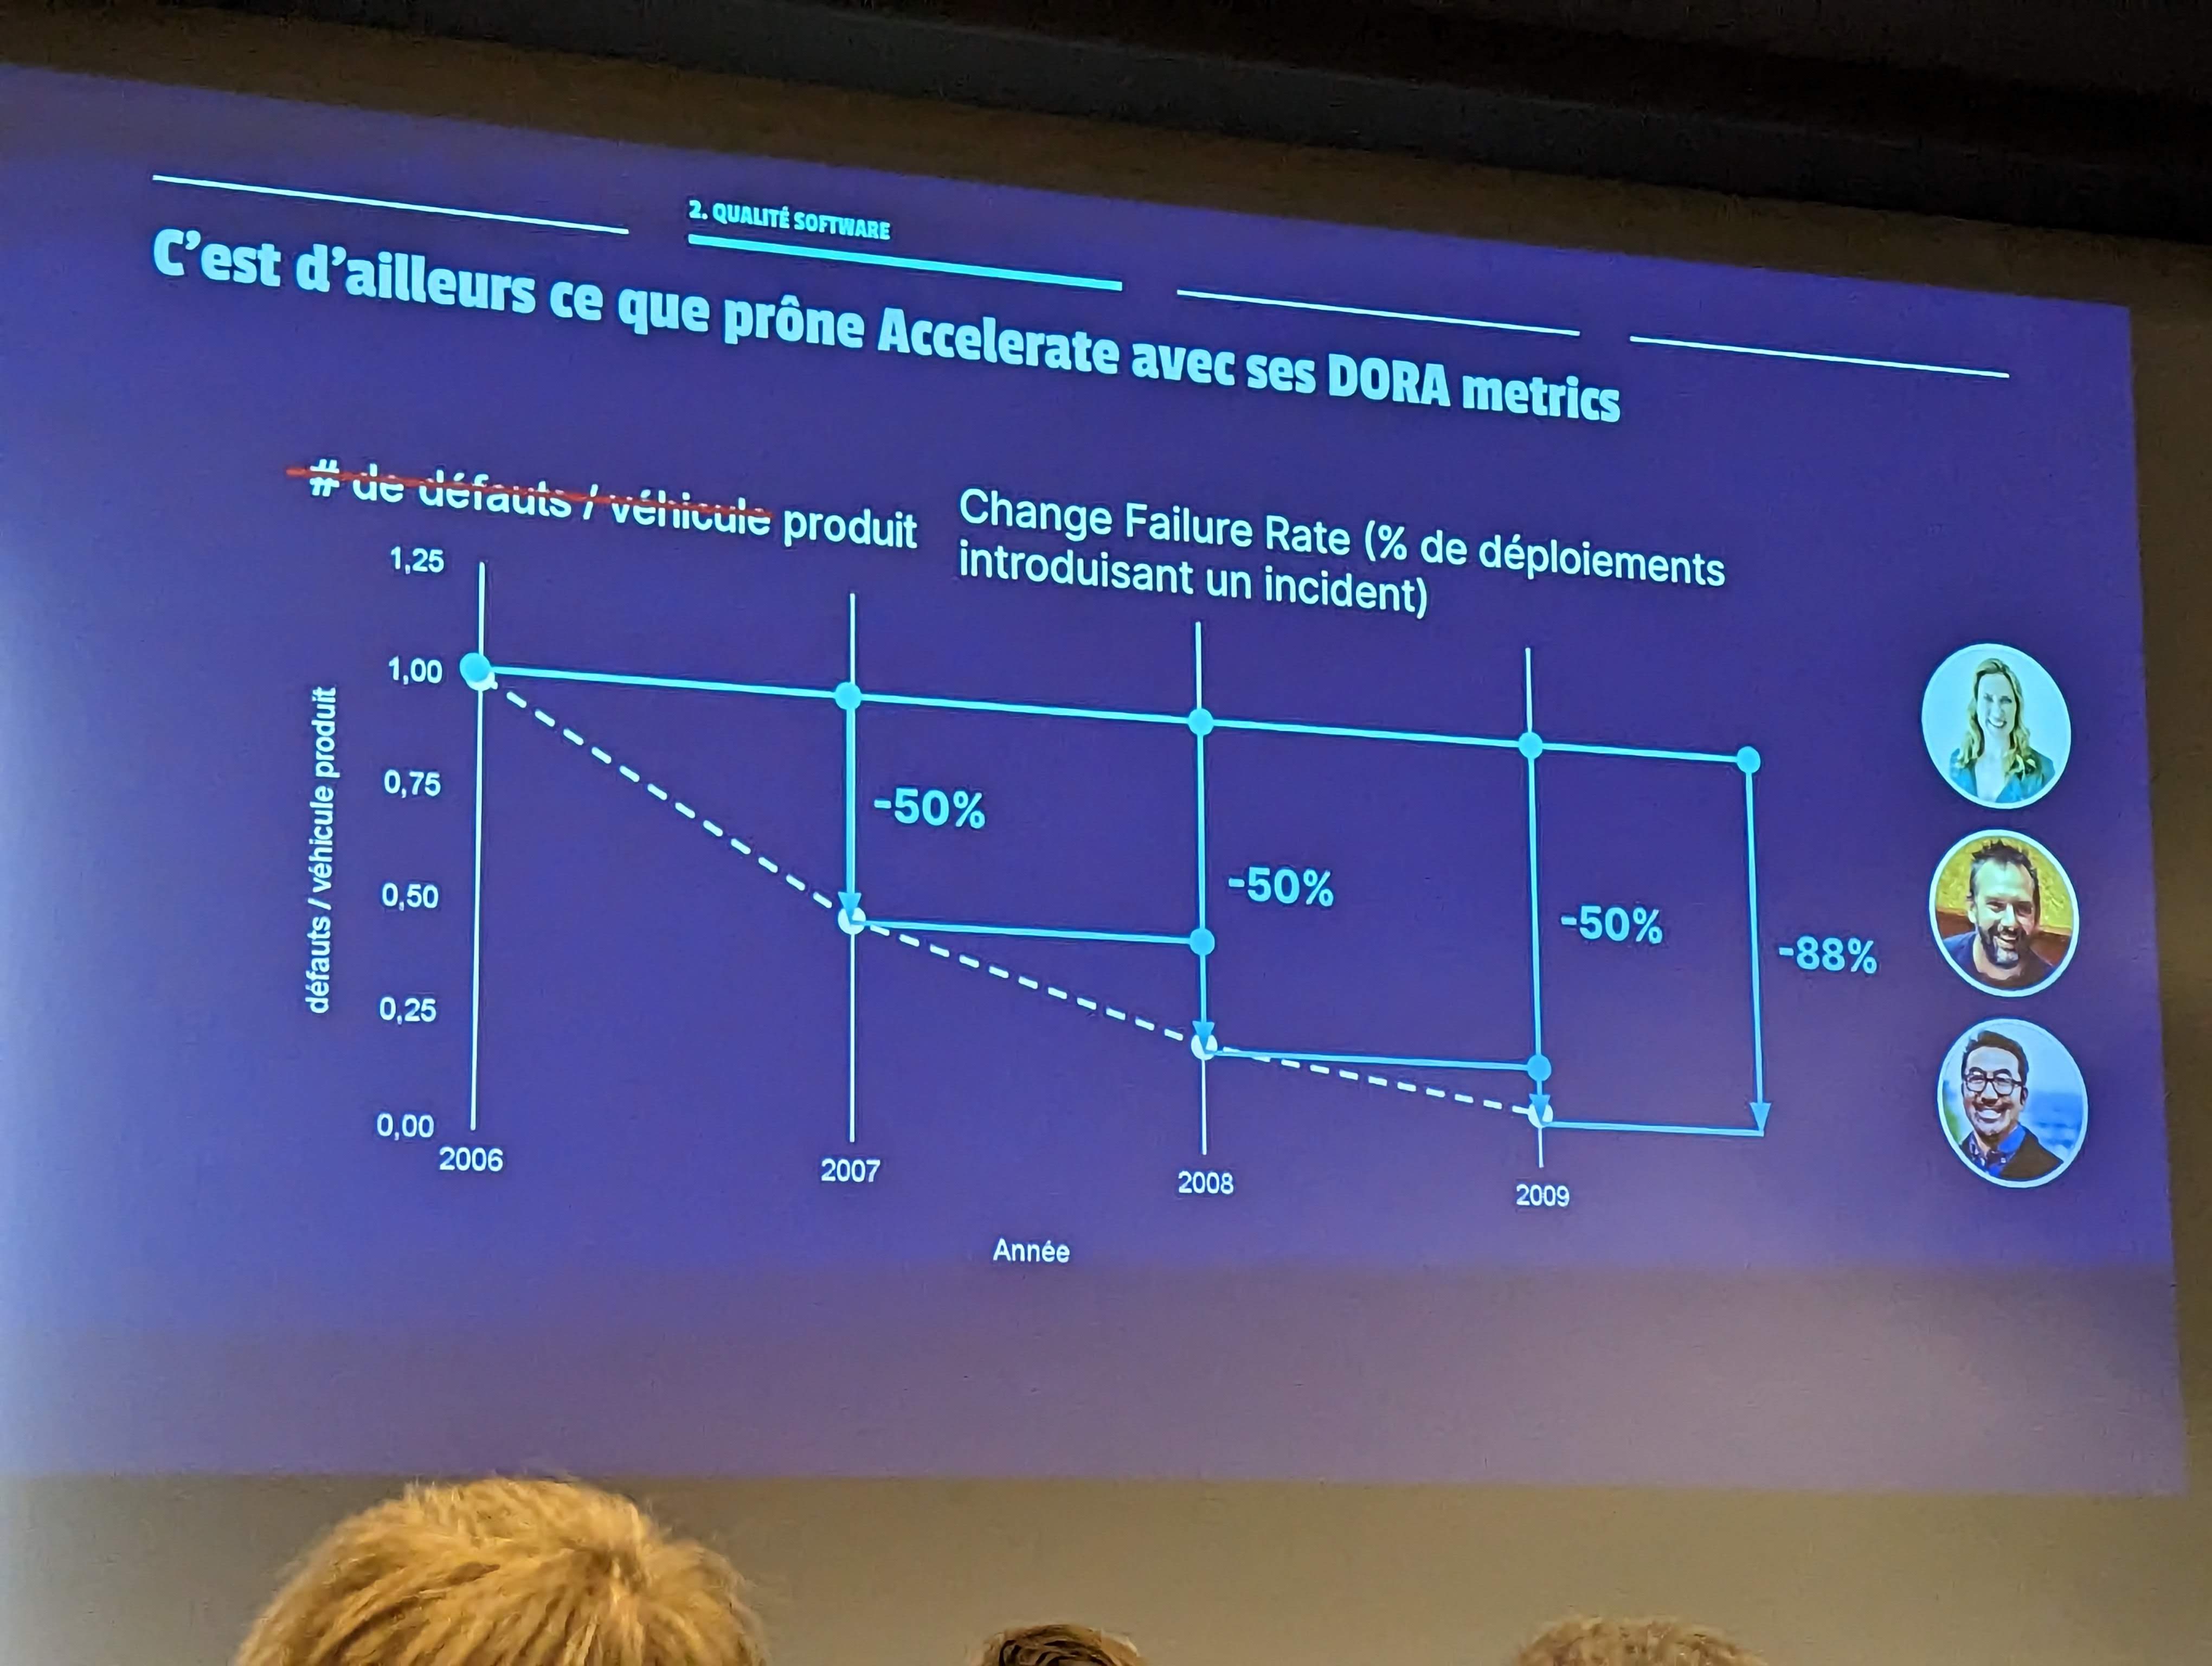 2. QUALITÉ SOFTWARE
C'est d'ailleurs ce que prône Accelerate avec ses DORA metrics
# de défauts / véhicule produit
Change Failure Rate (% de déploiements
introduisant un incident)
défauts / véhicule produit
1,25
1,00
0,75
0,50
0,25
0,00
-50%
-50%
-50%
-88%
2006
2007
2008
2009
Année